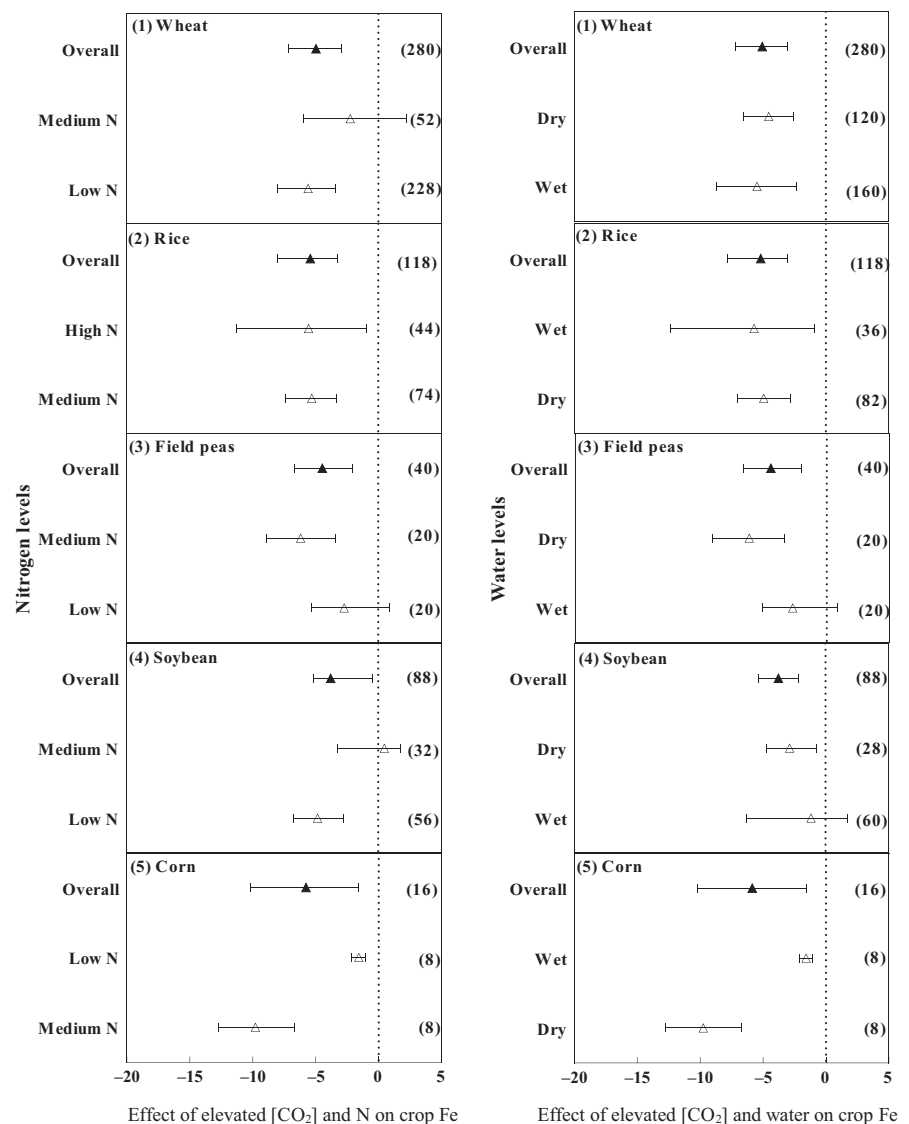 (1) Wheat
Overall (280)
Medium N (52)
Low N (228)
(2) Rice
Overall (118)
High N (44)
Medium N (74)
(3) Field peas
Overall (40)
Medium N (20)
Low N (20)
(4) Soybean
Overall (88)
Medium N (32)
Low N (56)
(5) Corn
Overall (16)
Low N (8)
Medium N (8)
Nitrogen levels
–20 –15 –10 –5 0 5
Effect of elevated [CO₂] and N on crop Fe
(1) Wheat
Overall (280)
Dry (120)
Wet (160)
(2) Rice
Overall (118)
Wet (36)
Dry (82)
(3) Field peas
Overall (40)
Dry (20)
Wet (20)
(4) Soybean
Overall (88)
Dry (28)
Wet (60)
(5) Corn
Overall (16)
Wet (8)
Dry (8)
Water levels
–20 –15 –10 –5 0 5
Effect of elevated [CO₂] and water on crop Fe